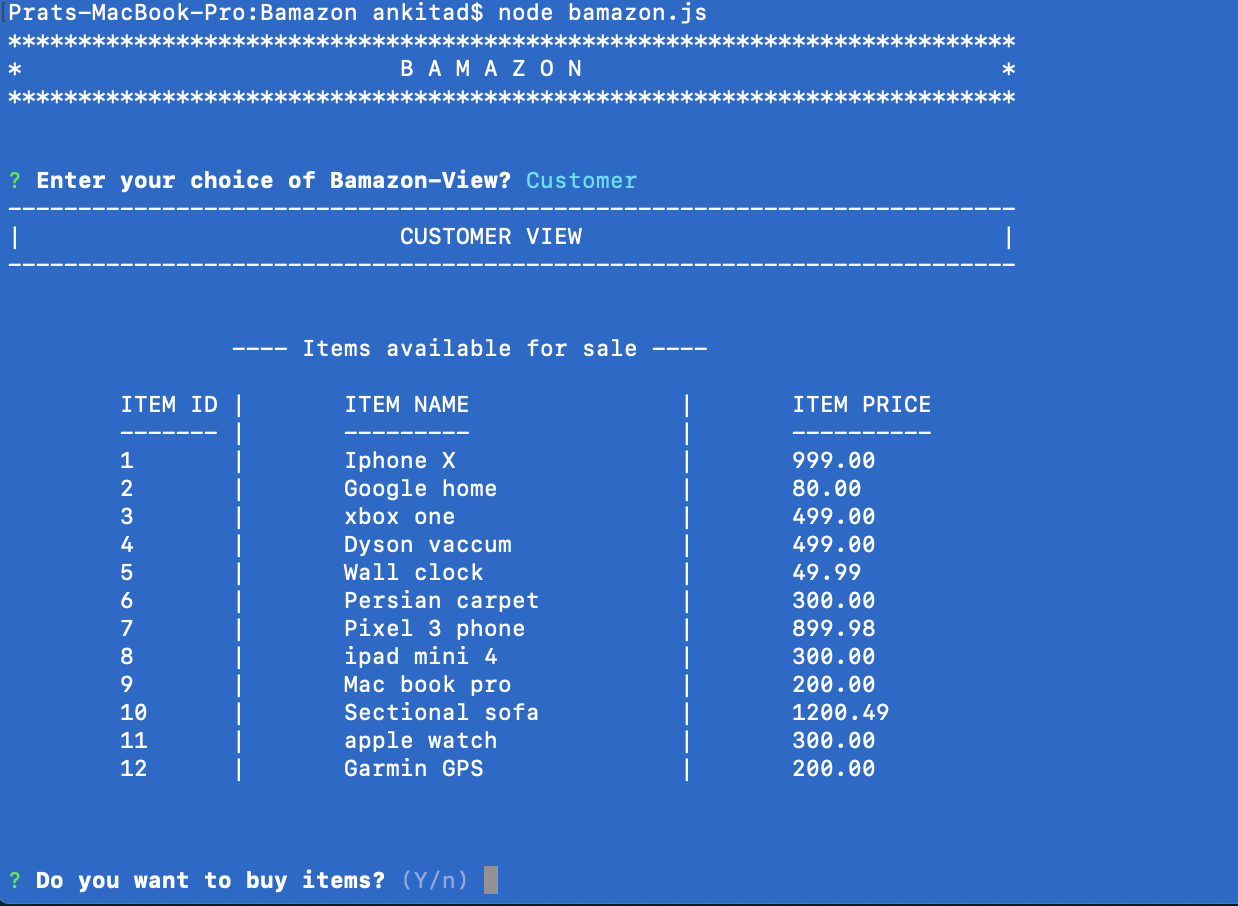 Prats-MacBook-Pro:Bamazon ankitad$ node bamazon.js
************************************************************************
*                           B A M A Z O N                              *
************************************************************************
? Enter your choice of Bamazon-View? Customer
------------------------------------------------------------------------
|                           CUSTOMER VIEW                              |
------------------------------------------------------------------------
---- Items available for sale ----
ITEM ID | ITEM NAME | ITEM PRICE
------- | --------- | ----------
1 | Iphone X | 999.00
2 | Google home | 80.00
3 | xbox one | 499.00
4 | Dyson vaccum | 499.00
5 | Wall clock | 49.99
6 | Persian carpet | 300.00
7 | Pixel 3 phone | 899.98
8 | ipad mini 4 | 300.00
9 | Mac book pro | 200.00
10 | Sectional sofa | 1200.49
11 | apple watch | 300.00
12 | Garmin GPS | 200.00
? Do you want to buy items? (Y/n)